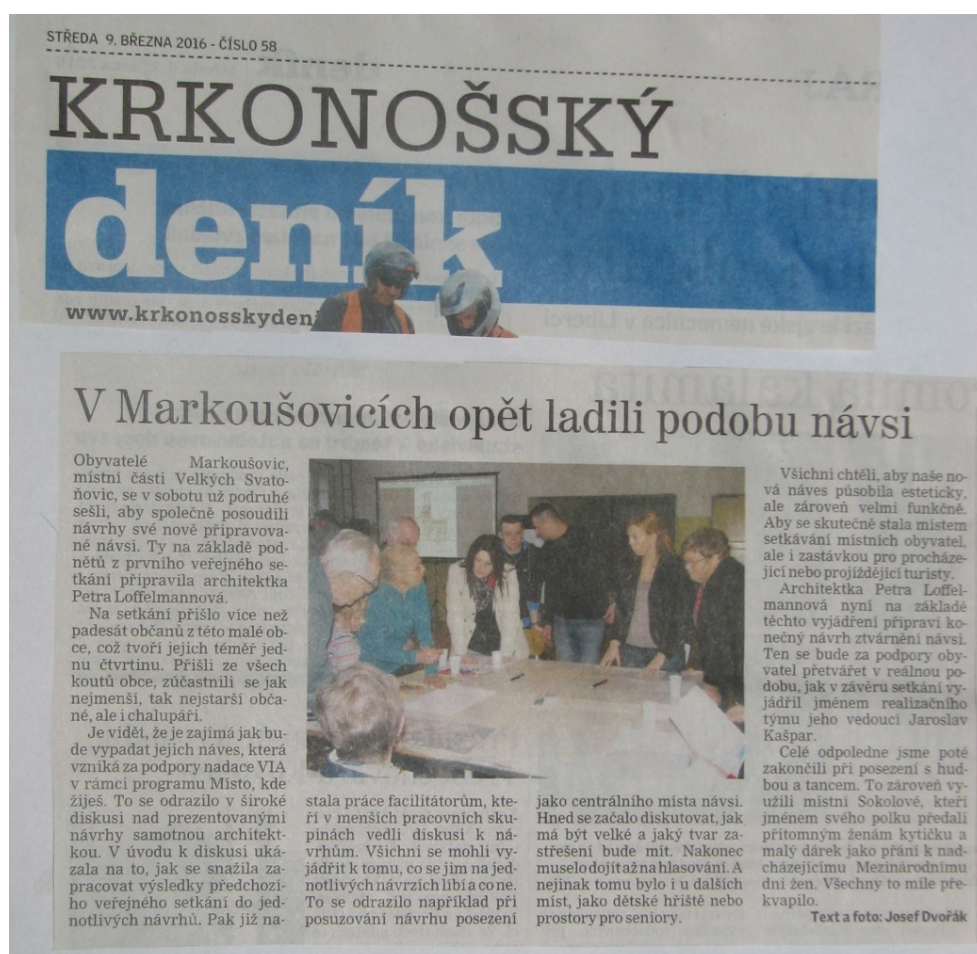 STŘEDA 9. BŘEZNA 2016 - ČÍSLO 58
KRKONOŠSKÝ
deník
www.krkonosskydeni
V Markoušovicích opět ladili podobu návsi
Obyvatelé Markoušovic,
místní části Velkých Svato-
ňovic, se v sobotu už podruhé
sešli, aby společně posoudili
návrhy své nově připravova-
né návsi. Ty na základě pod-
nětů z prvního veřejného se-
tkání připravila architektka
Petra Loffelmannová.
Na setkání přišlo více než
padesát občanů z této malé ob-
ce, což tvoří jejich téměř jed-
nu čtvrtinu. Přišli ze všech
koutů obce, zúčastnili se jak
nejmenší, tak nejstarší obča-
né, ale i chalupáři.
Je vidět, že je zajímá jak bu-
de vypadat jejich náves, která
vzniká za podpory nadace VIA
v rámci programu Místo, kde
žiješ. To se odrazilo v široké
diskusi nad prezentovanými
návrhy samotnou architekt-
kou. V úvodu k diskusi uká-
zala na to, jak se snažila za-
pracovat výsledky předchozí-
ho veřejného setkání do jed-
notlivých návrhů. Pak již na-
stala práce facilitátorům, kte-
ří v menších pracovních sku-
pinách vedli diskusi k ná-
vrhům. Všichni se mohli vy-
jádřit k tomu, co se jim na jed-
notlivých návrzích líbí a co ne.
To se odrazilo například při
posuzování návrhu posezení
jako centrálního místa návsi.
Hned se začalo diskutovat, jak
má být velké a jaký tvar za-
střešení bude mít. Nakonec
muselo dojít až na hlasování. A
nejinak tomu bylo i u dalších
míst, jako dětské hřiště nebo
prostory pro seniory.
Všichni chtěli, aby naše no-
vá náves působila esteticky,
ale zároveň velmi funkčně.
Aby se skutečně stala místem
setkávání místních obyvatel,
ale i zastávkou pro procháze-
jící nebo projíždějící turisty.
Architektka Petra Loffel-
mannová nyní na základě
těchto vyjádření připraví ko-
nečný návrh ztvárnění návsi.
Ten se bude za podpory oby-
vatel přetvářet v reálnou po-
dobu, jak v závěru setkání vy-
jádřil jménem realizačního
týmu jeho vedoucí Jaroslav
Kašpar.
Celé odpoledne jsme poté
zakončili při posezení s hud-
bou a tancem. To zároveň vy-
užili místní Sokolové, kteří
jménem svého polku předali
přítomným ženám kytičku a
malý dárek jako přání k nad-
cházejícímu Mezinárodnímu
dni žen. Všechny to mile pře-
kvapilo.
Text a foto: Josef Dvořák